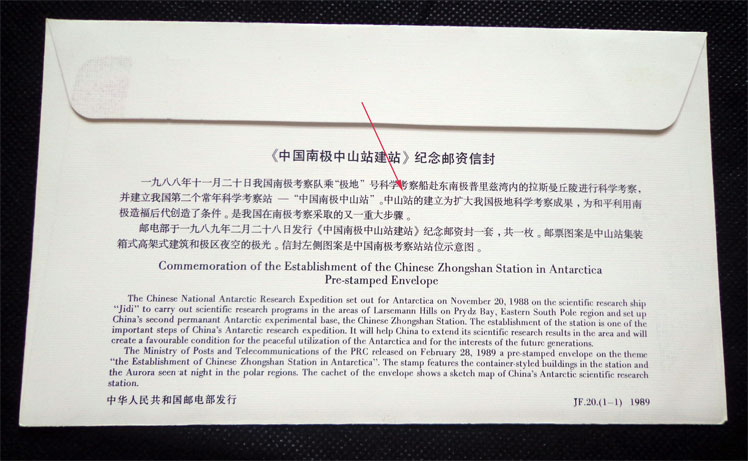 《中国南极中山站建站》纪念邮资信封
一九八八年十一月二十日我国南极考察队乘“极地”号科学考察船赴东南极普里兹湾内的拉斯曼丘陵进行科学考察，
并建立我国第二个常年科学考察站 — “中国南极中山站”。中山站的建立为扩大我国极地科学考察成果，为和平利用南
极造福后代创造了条件。是我国在南极考察采取的又一重大步骤。
邮电部于一九八九年二月二十八发行《中国南极中山站建站》纪念邮资封一套，共一枚。邮票图案是中山站集装
箱式高架式建筑和极区夜空的极光。信封左侧图案是中国南极考察站站位示意图。
Commemoration of the Establishment of the Chinese Zhongshan Station in Antarctica
Pre-stamped Envelope
The Chinese National Antarctic Research Expedition set out for Antarctica on November 20, 1988 on the scientific research ship
“Jidi” to carry out scientific research programs in the areas of Larsemann Hills on Prydz Bay, Eastern South Pole region and set up
China's second permanant Antarctic experimental base, the Chinese Zhongshan Station. The establishment of the station is one of the
important steps of China's Antarctic research expedition. It will help China to extend its scientific research results in the area and will
create a favourable condition for the peaceful utilization of the Antarctica and for the interests of the future generations.
The Ministry of Posts and Telecommunications of the PRC released on February 28, 1989 a pre-stamped envelope on the theme
“the Establishment of Chinese Zhongshan Station in Antarctica”. The stamp features the container-styled buildings in the station and
the Aurora seen at night in the polar regions. The cachet of the envelope shows a sketch map of China's Antarctic scientific research
station.
中华人民共和国邮电部发行 JF.20.(1-1) 1989